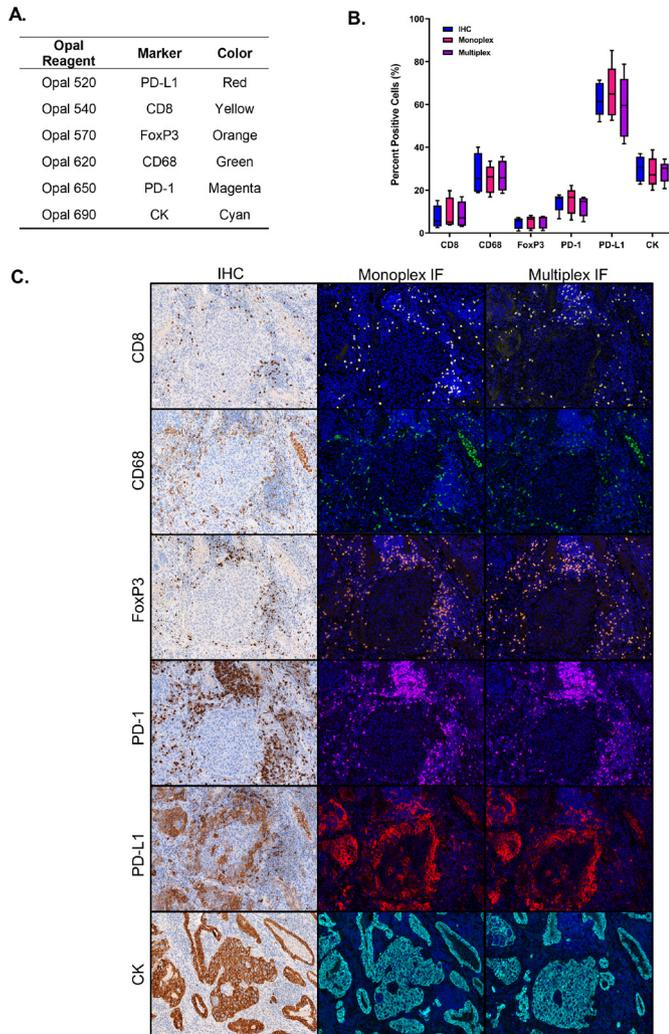 A.
Opal Reagent Marker Color
Opal 520 PD-L1 Red
Opal 540 CD8 Yellow
Opal 570 FoxP3 Orange
Opal 620 CD68 Green
Opal 650 PD-1 Magenta
Opal 690 CK Cyan
B.
Percent Positive Cells (%)
100
80
60
40
20
0
IHC
Monoplex
Multiplex
CD8 CD68 FoxP3 PD-1 PD-L1 CK
C.
IHC Monoplex IF Multiplex IF
CD8
CD68
FoxP3
PD-1
PD-L1
CK